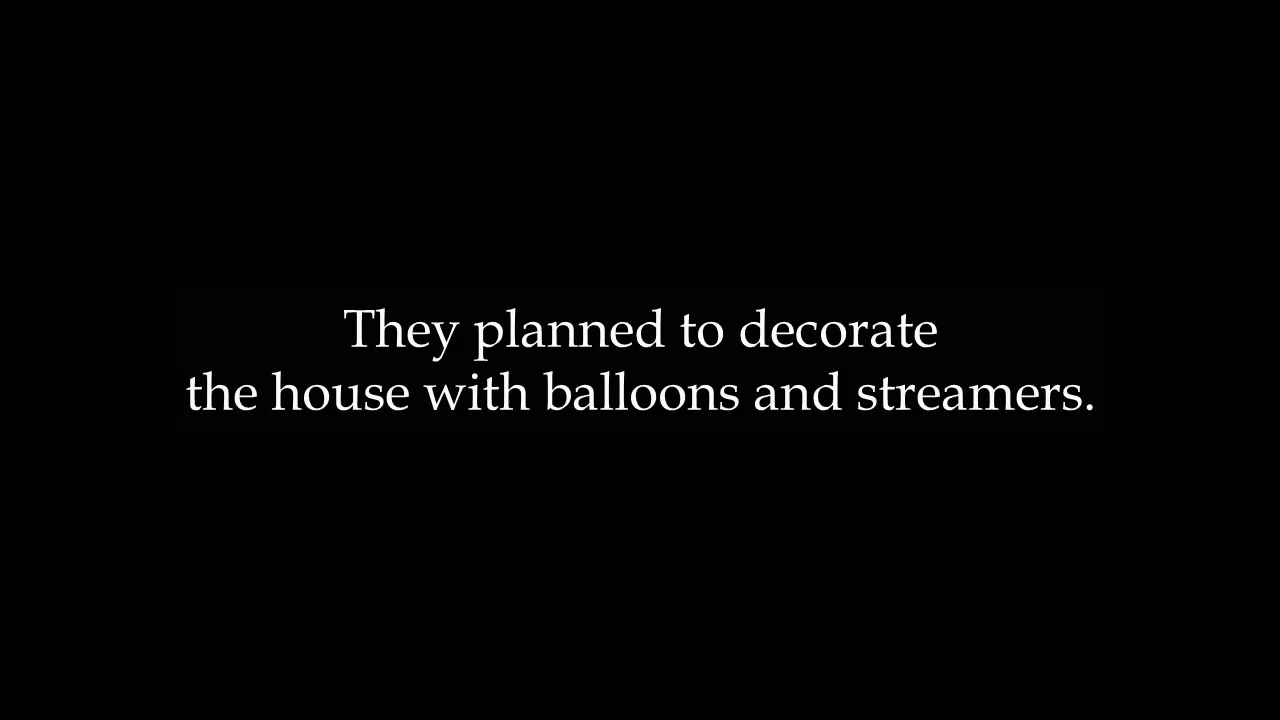 They planned to decorate
the house with balloons and streamers.